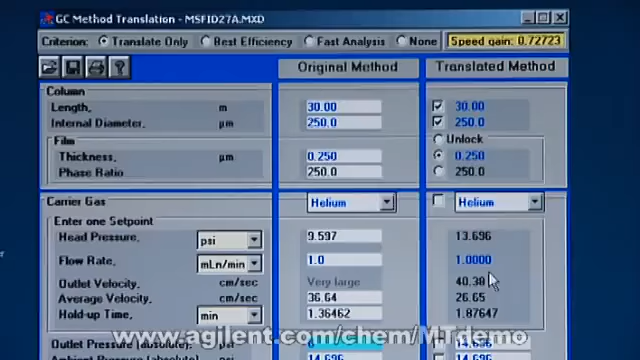 GC Method Translation - MSFID27A.MXD
Criterion: Translate Only Best Efficiency Fast Analysis None Speed gain: 0.72723
Original Method Translated Method
Column
Length, m 30.00 30.00
Internal Diameter, µm 250.0 250.0
Film Unlock
Thickness, µm 0.250 0.250
Phase Ratio 250.0 250.0
Carrier Gas Helium Helium
Enter one Setpoint
Head Pressure, psi 9.597 13.696
Flow Rate, mLn/min 1.0 1.0000
Outlet Velocity, cm/sec Very large 40.38
Average Velocity, cm/sec 36.64 26.65
Hold-up Time, min 1.36462 1.87647
www.agilent.com/chem/MTdemo
Outlet Pressure (absolute), psi
Ambient Pressure (absolute) 14.696 14.696